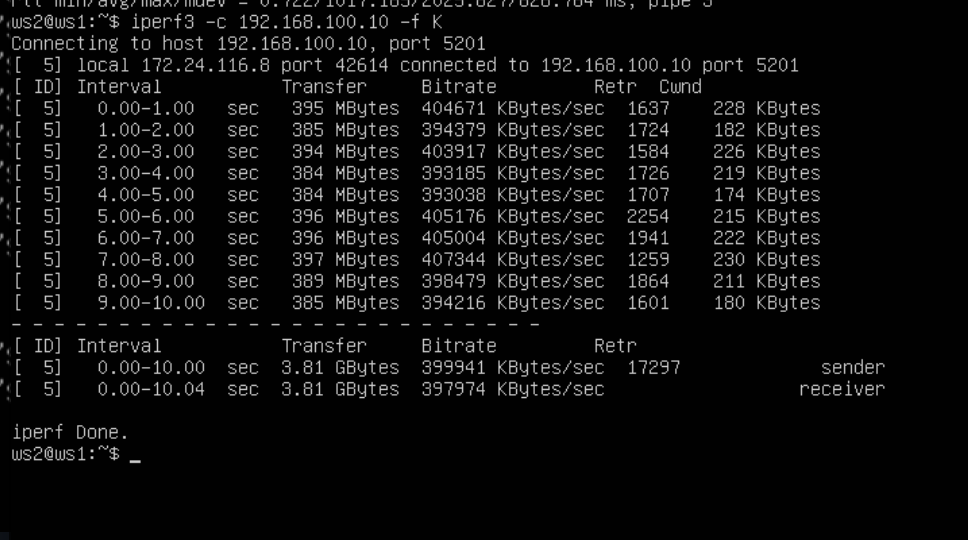 rtt min/avg/max/mdev = 0.722/1017.185/2025.827/828.784 ms, pipe 3
ws2@ws1:~$ iperf3 -c 192.168.100.10 -f K
Connecting to host 192.168.100.10, port 5201
[  5] local 172.24.116.8 port 42614 connected to 192.168.100.10 port 5201
[ ID] Interval           Transfer     Bitrate         Retr  Cwnd
[  5]   0.00-1.00   sec   395 MBytes  404671 KBytes/sec  1637    228 KBytes
[  5]   1.00-2.00   sec   385 MBytes  394379 KBytes/sec  1724    182 KBytes
[  5]   2.00-3.00   sec   394 MBytes  403917 KBytes/sec  1584    226 KBytes
[  5]   3.00-4.00   sec   384 MBytes  393185 KBytes/sec  1726    219 KBytes
[  5]   4.00-5.00   sec   384 MBytes  393038 KBytes/sec  1707    174 KBytes
[  5]   5.00-6.00   sec   396 MBytes  405176 KBytes/sec  2254    215 KBytes
[  5]   6.00-7.00   sec   396 MBytes  405004 KBytes/sec  1941    222 KBytes
[  5]   7.00-8.00   sec   397 MBytes  407344 KBytes/sec  1259    230 KBytes
[  5]   8.00-9.00   sec   389 MBytes  398479 KBytes/sec  1864    211 KBytes
[  5]   9.00-10.00  sec   385 MBytes  394216 KBytes/sec  1601    180 KBytes
- - - - - - - - - - - - - - - - - - - - - - - - -
[ ID] Interval           Transfer     Bitrate         Retr
[  5]   0.00-10.00  sec  3.81 GBytes  399941 KBytes/sec  17297             sender
[  5]   0.00-10.04  sec  3.81 GBytes  397974 KBytes/sec                  receiver
iperf Done.
ws2@ws1:~$ _